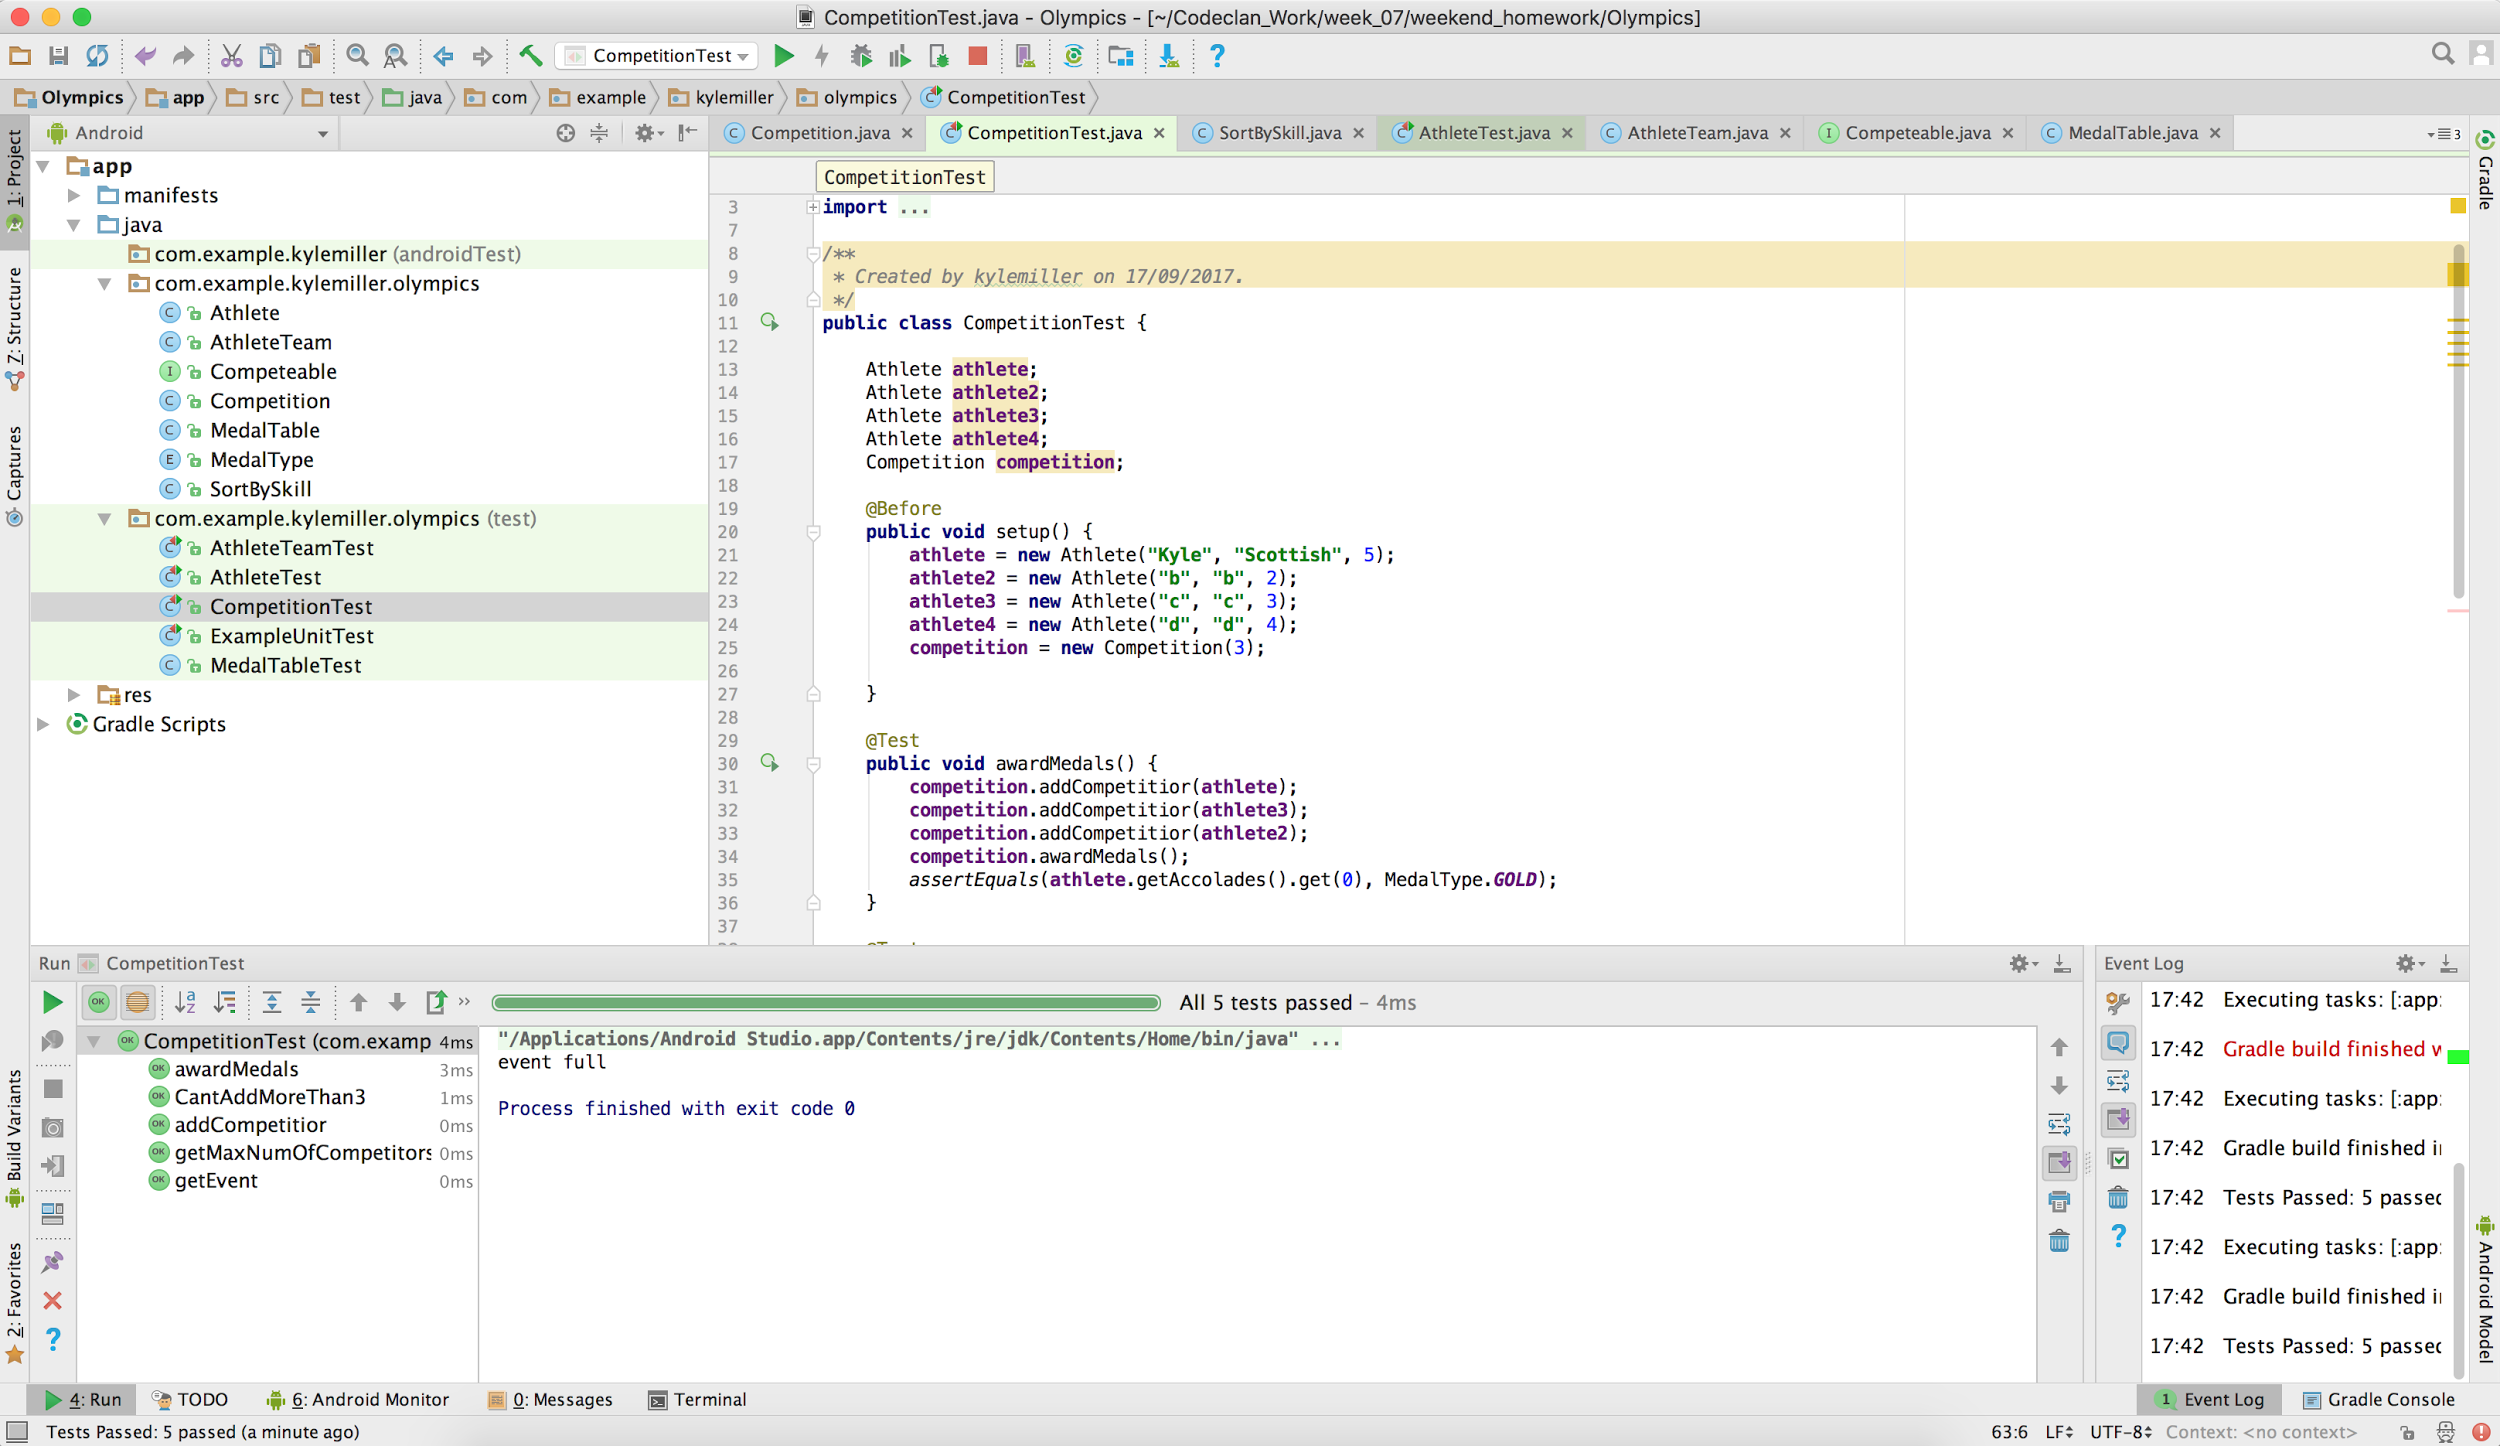 CompetitionTest.java - Olympics - [~/Codeclan_Work/week_07/weekend_homework/Olympics]
CompetitionTest
Olympics app src test java com example kylemiller olympics CompetitionTest
Android
Competition.java CompetitionTest.java SortBySkill.java AthleteTest.java AthleteTeam.java Competeable.java MedalTable.java 3
1: Project
Z: Structure
Captures
Build Variants
2: Favorites
app
manifests
java
com.example.kylemiller (androidTest)
com.example.kylemiller.olympics
Athlete
AthleteTeam
Competeable
Competition
MedalTable
MedalType
SortBySkill
com.example.kylemiller.olympics (test)
AthleteTeamTest
AthleteTest
CompetitionTest
ExampleUnitTest
MedalTableTest
res
Gradle Scripts
CompetitionTest
3 import ...
7
8 /**
9 * Created by kylemiller on 17/09/2017.
10 */
11 public class CompetitionTest {
12
13 Athlete athlete;
14 Athlete athlete2;
15 Athlete athlete3;
16 Athlete athlete4;
17 Competition competition;
18
19 @Before
20 public void setup() {
21 athlete = new Athlete("Kyle", "Scottish", 5);
22 athlete2 = new Athlete("b", "b", 2);
23 athlete3 = new Athlete("c", "c", 3);
24 athlete4 = new Athlete("d", "d", 4);
25 competition = new Competition(3);
26
27 }
28
29 @Test
30 public void awardMedals() {
31 competition.addCompetitior(athlete);
32 competition.addCompetitior(athlete3);
33 competition.addCompetitior(athlete2);
34 competition.awardMedals();
35 assertEquals(athlete.getAccolades().get(0), MedalType.GOLD);
36 }
37
Gradle
Android Model
Run CompetitionTest
All 5 tests passed - 4ms
CompetitionTest (com.examp 4ms
awardMedals 3ms
CantAddMoreThan3 1ms
addCompetitior 0ms
getMaxNumOfCompetitors 0ms
getEvent 0ms
"/Applications/Android Studio.app/Contents/jre/jdk/Contents/Home/bin/java" ...
event full
Process finished with exit code 0
Event Log
17:42 Executing tasks: [:app:
17:42 Gradle build finished w
17:42 Executing tasks: [:app:
17:42 Gradle build finished i
17:42 Tests Passed: 5 passed
17:42 Executing tasks: [:app:
17:42 Gradle build finished i
17:42 Tests Passed: 5 passed
4: Run TODO 6: Android Monitor 0: Messages Terminal 1 Event Log Gradle Console
Tests Passed: 5 passed (a minute ago) 63:6 LF UTF-8 Context: <no context>